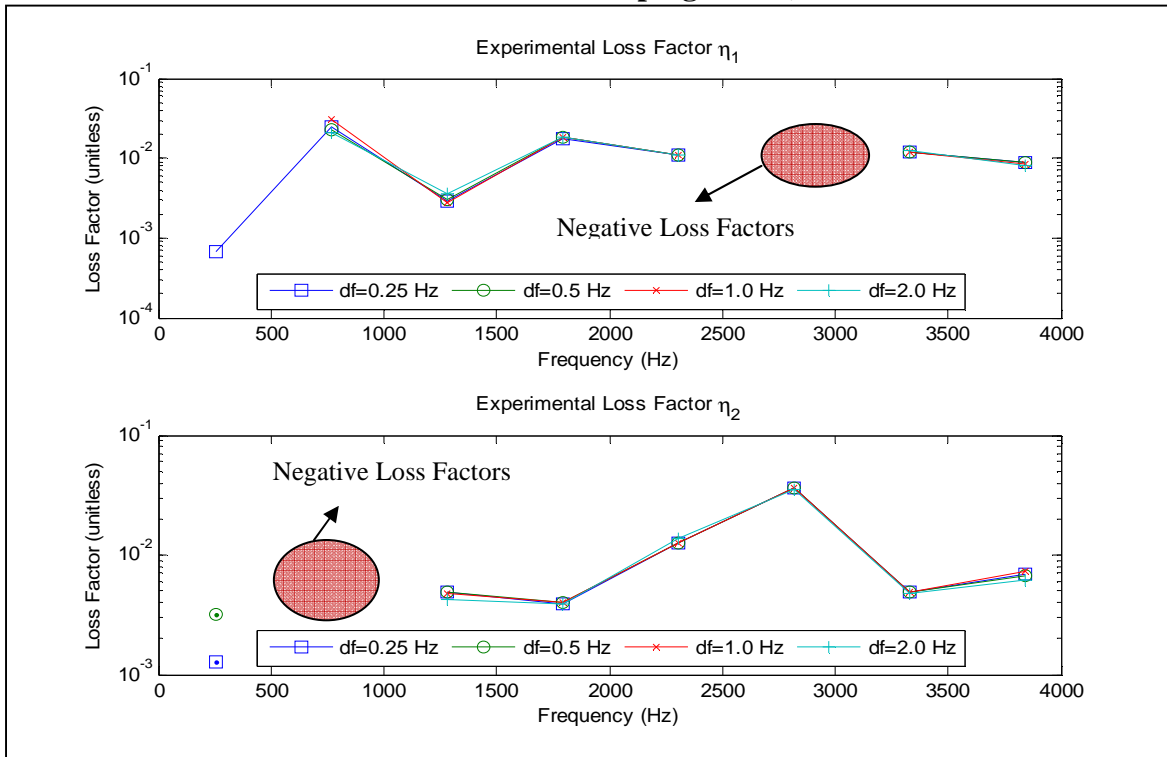 Experimental Loss Factor η1
Loss Factor (unitless)
10-1
10-2
10-3
10-4
Negative Loss Factors
df=0.25 Hz df=0.5 Hz df=1.0 Hz df=2.0 Hz
0 500 1000 1500 2000 2500 3000 3500 4000
Frequency (Hz)
Experimental Loss Factor η2
Loss Factor (unitless)
10-1
10-2
10-3
Negative Loss Factors
df=0.25 Hz df=0.5 Hz df=1.0 Hz df=2.0 Hz
0 500 1000 1500 2000 2500 3000 3500 4000
Frequency (Hz)